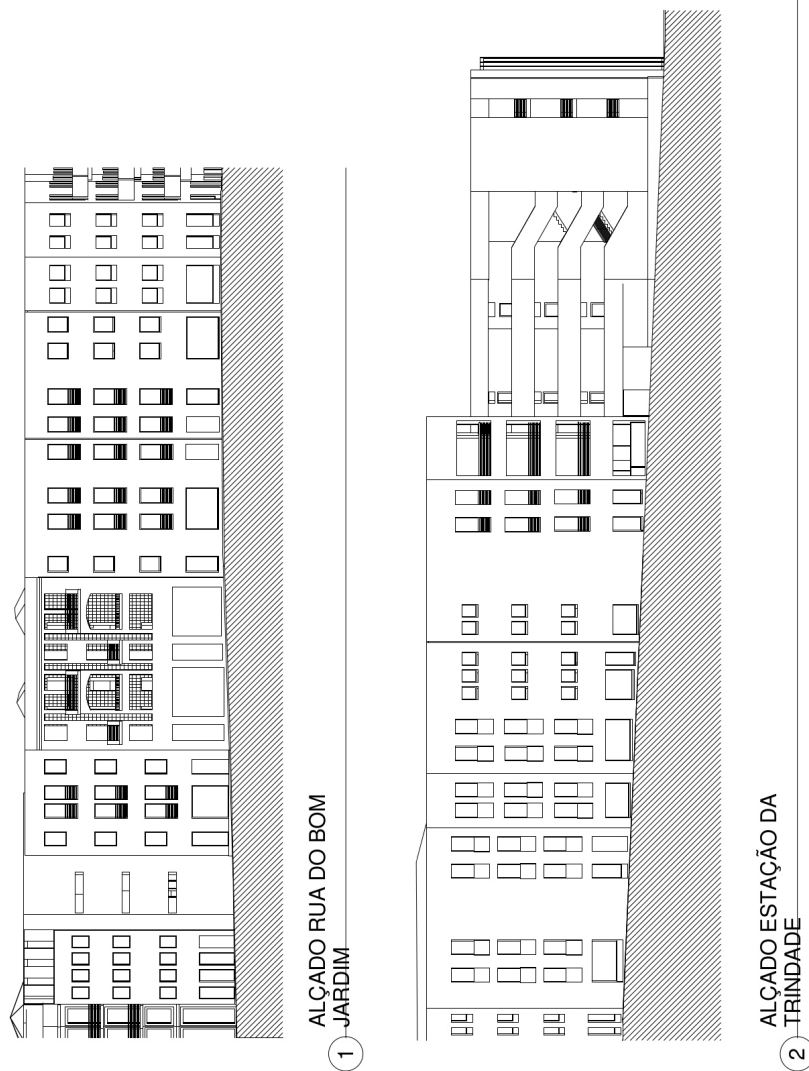 ALÇADO RUA DO BOM
JARDIM
1
ALÇADO ESTAÇÃO DA
TRINDADE
2